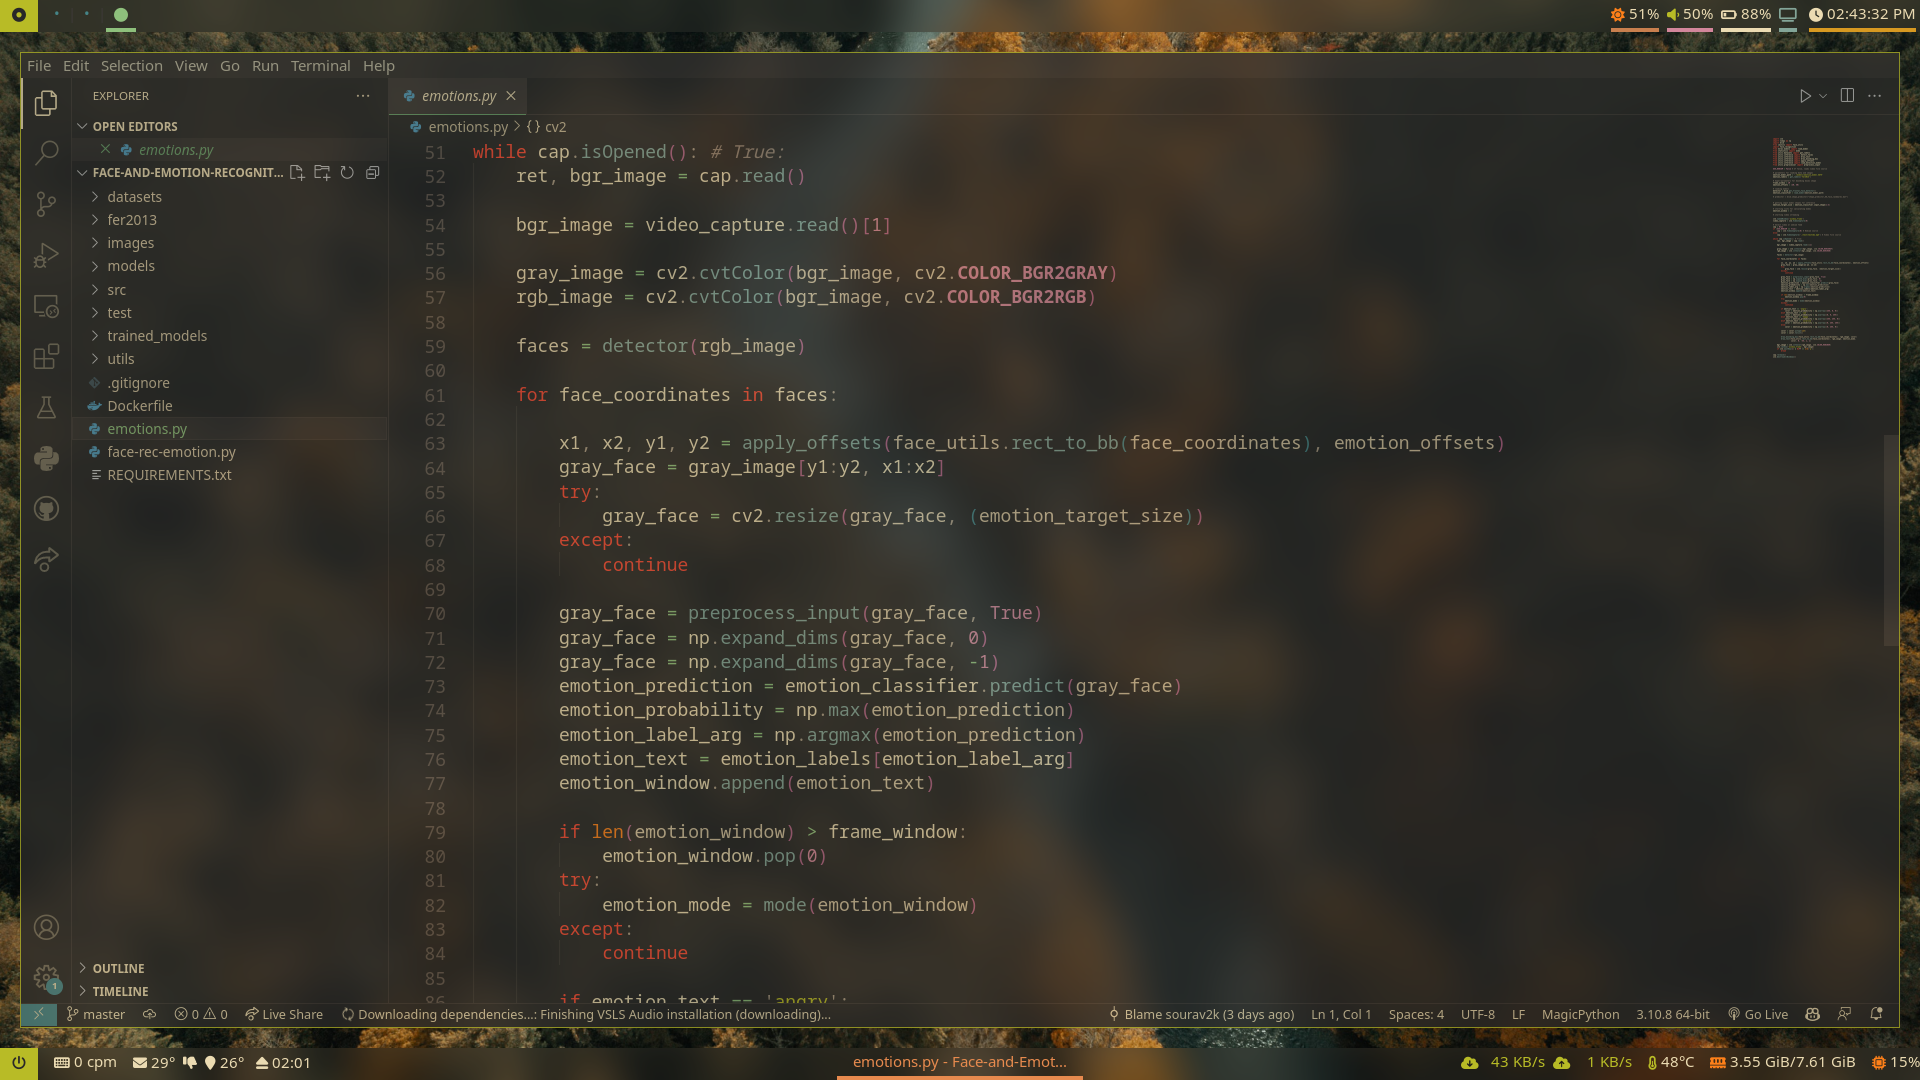 51% 50% 88% 02:43:32 PM
File Edit Selection View Go Run Terminal Help
EXPLORER
OPEN EDITORS
emotions.py
FACE-AND-EMOTION-RECOGNIT...
datasets
fer2013
images
models
src
test
trained_models
utils
.gitignore
Dockerfile
emotions.py
face-rec-emotion.py
REQUIREMENTS.txt
OUTLINE
TIMELINE
1
emotions.py
emotions.py > {} cv2
51 while cap.isOpened(): # True:
52 ret, bgr_image = cap.read()
53
54 bgr_image = video_capture.read()[1]
55
56 gray_image = cv2.cvtColor(bgr_image, cv2.COLOR_BGR2GRAY)
57 rgb_image = cv2.cvtColor(bgr_image, cv2.COLOR_BGR2RGB)
58
59 faces = detector(rgb_image)
60
61 for face_coordinates in faces:
62
63 x1, x2, y1, y2 = apply_offsets(face_utils.rect_to_bb(face_coordinates), emotion_offsets)
64 gray_face = gray_image[y1:y2, x1:x2]
65 try:
66 gray_face = cv2.resize(gray_face, (emotion_target_size))
67 except:
68 continue
69
70 gray_face = preprocess_input(gray_face, True)
71 gray_face = np.expand_dims(gray_face, 0)
72 gray_face = np.expand_dims(gray_face, -1)
73 emotion_prediction = emotion_classifier.predict(gray_face)
74 emotion_probability = np.max(emotion_prediction)
75 emotion_label_arg = np.argmax(emotion_prediction)
76 emotion_text = emotion_labels[emotion_label_arg]
77 emotion_window.append(emotion_text)
78
79 if len(emotion_window) > frame_window:
80 emotion_window.pop(0)
81 try:
82 emotion_mode = mode(emotion_window)
83 except:
84 continue
85
86 if emotion_text == 'angry':
master 0 0 Live Share Downloading dependencies...: Finishing VSLS Audio installation (downloading)... Blame sourav2k (3 days ago) Ln 1, Col 1 Spaces: 4 UTF-8 LF MagicPython 3.10.8 64-bit Go Live
0 cpm 29° 26° 02:01 emotions.py - Face-and-Emot... 43 KB/s 1 KB/s 48°C 3.55 GiB/7.61 GiB 15%